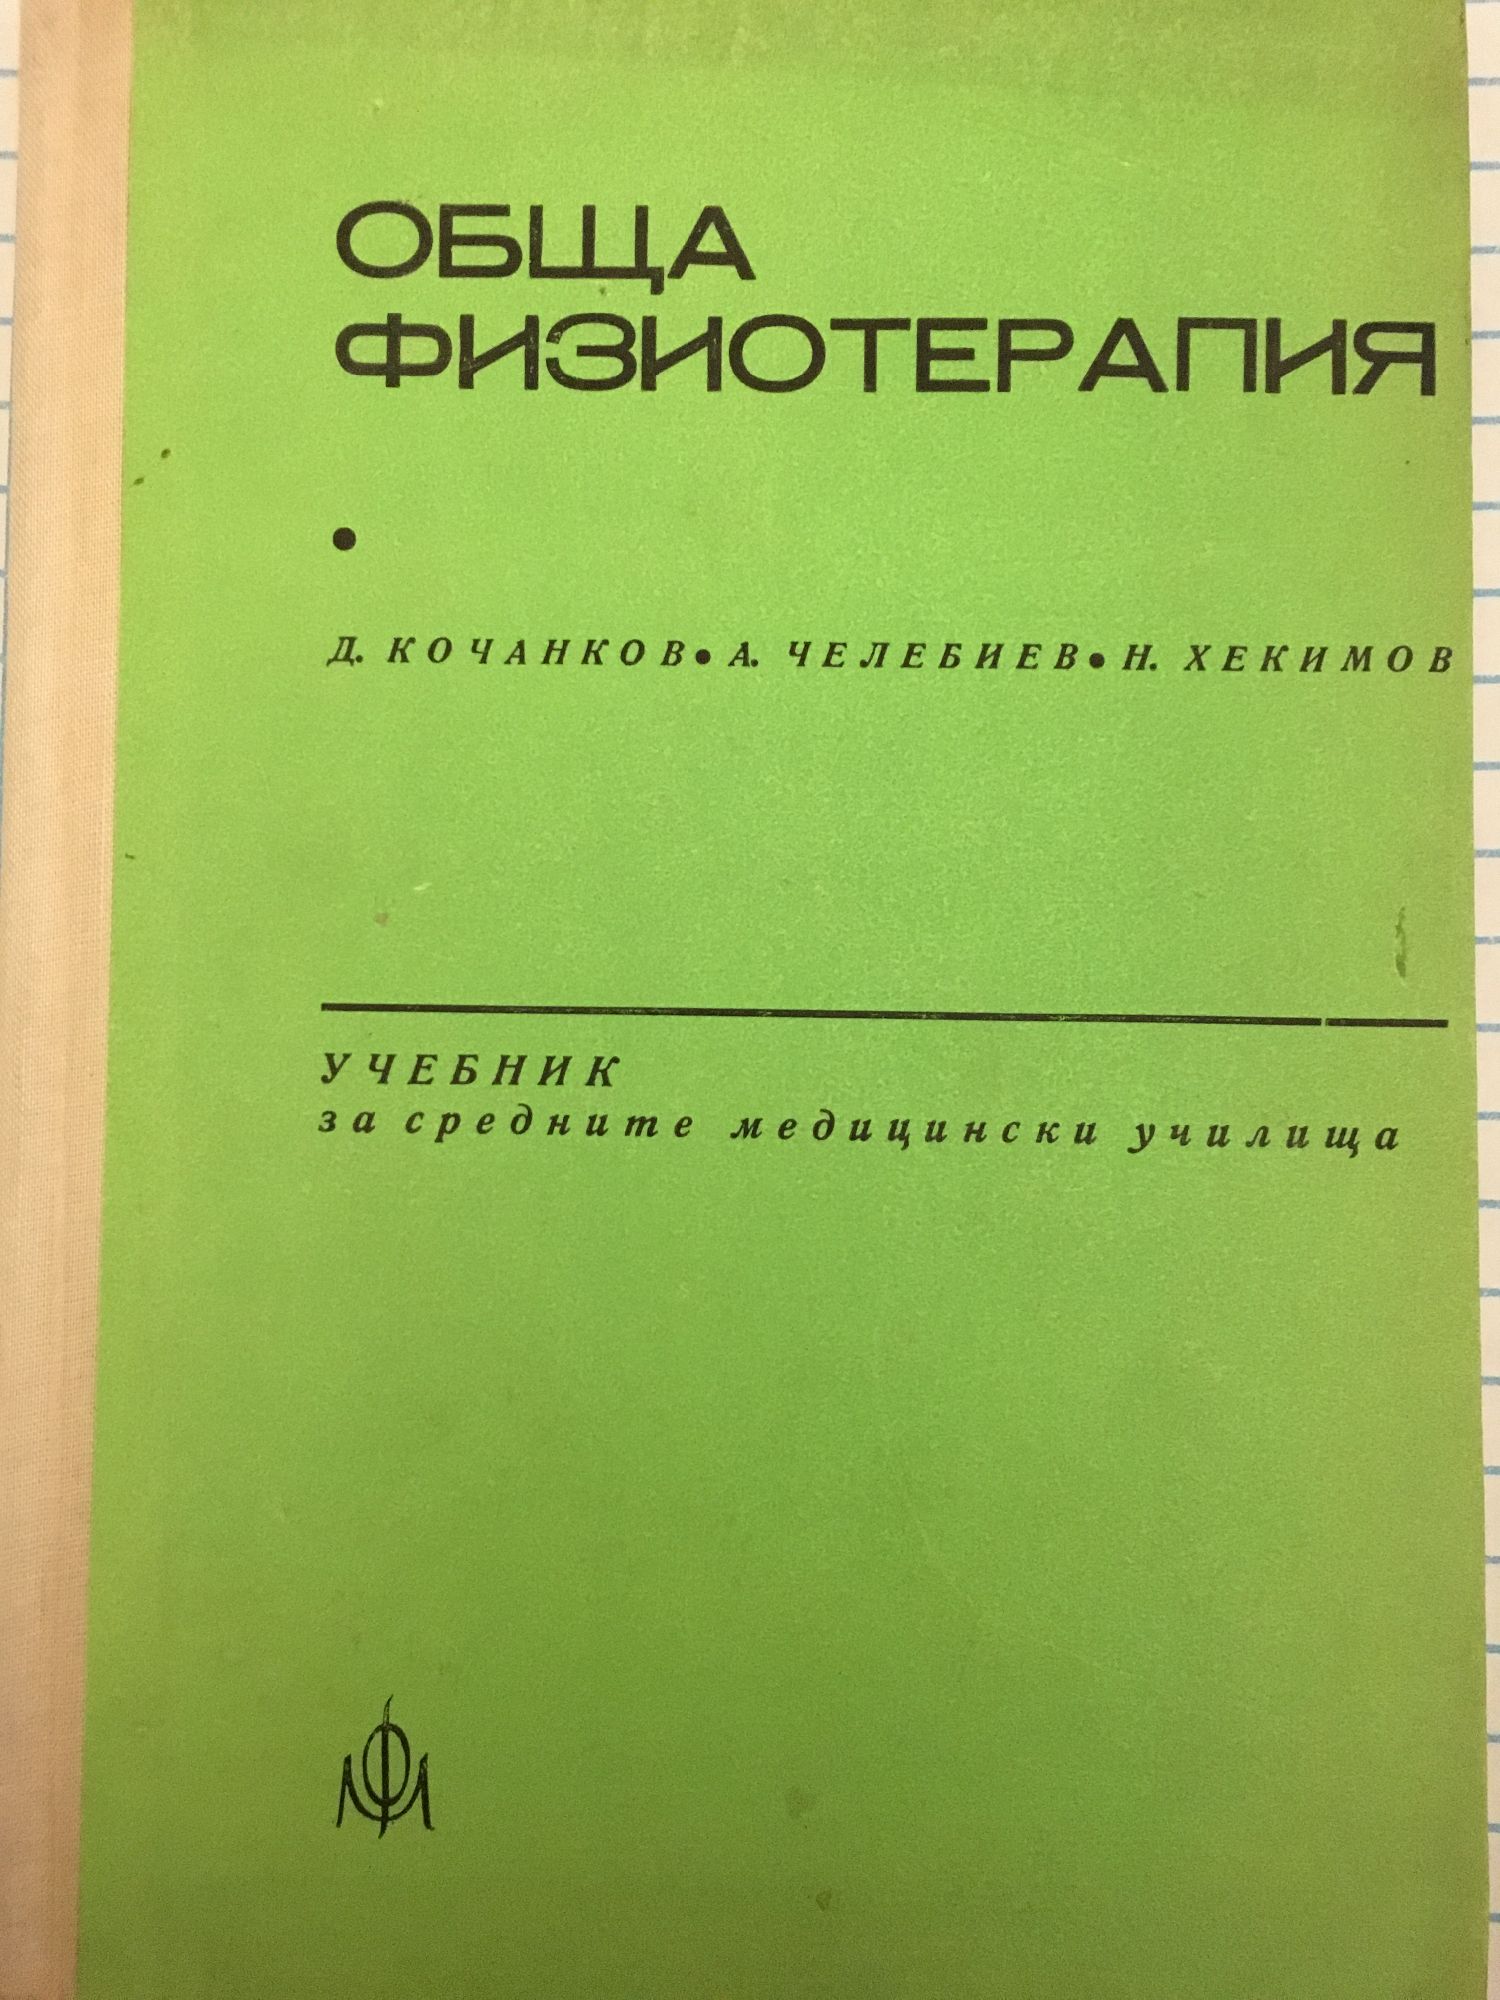 ОБЩА
ФИЗИОТЕРАПИЯ
Д. КОЧАНКОВ • А. ЧЕЛЕБИЕВ • Н. ХЕКИМОВ
УЧЕБНИК
за средните медицински училища